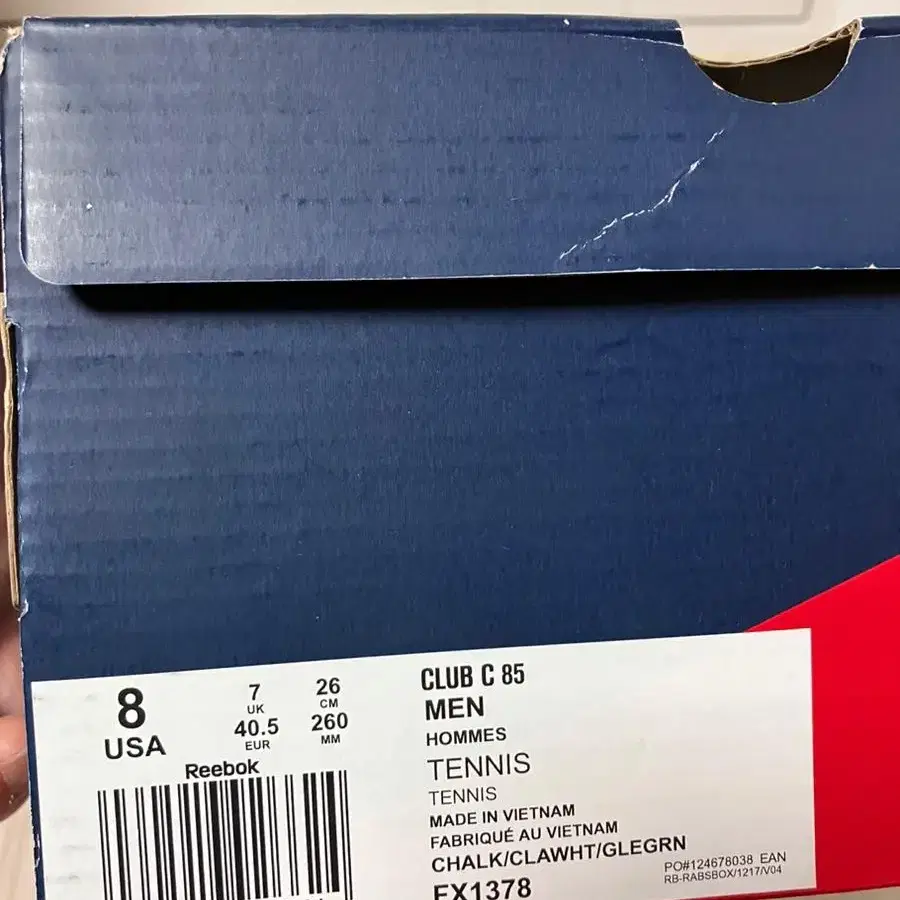 8
USA
7
UK
40.5
EUR
26
CM
260
MM
Reebok
CLUB C 85
MEN
HOMMES
TENNIS
TENNIS
MADE IN VIETNAM
FABRIQUÉ AU VIETNAM
CHALK/CLAWHT/GLEGRN
FX1378
PO#124678038 EAN
RB-RABSBOX/1217/V04